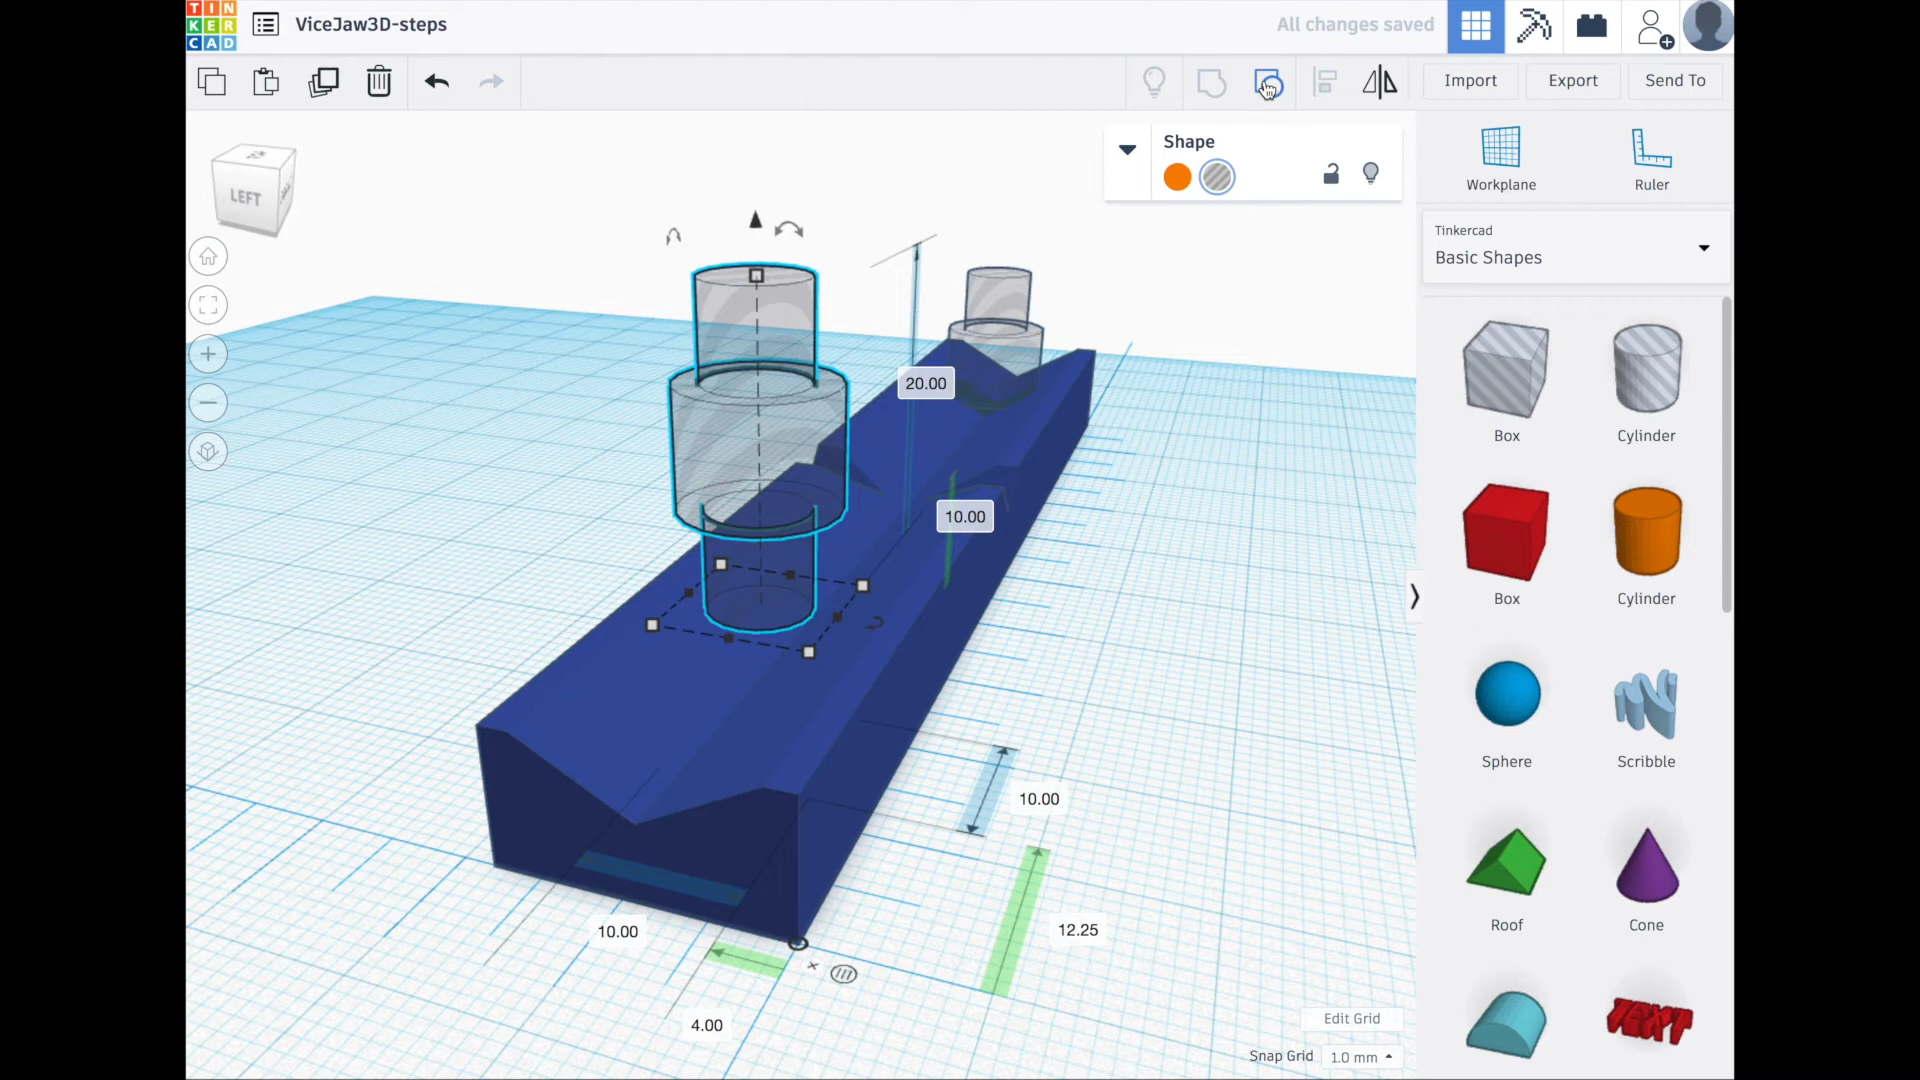 TIN
KER
CAD
ViceJaw3D-steps
All changes saved
Import
Export
Send To
Shape
Workplane
Ruler
LEFT
Tinkercad
Basic Shapes
20.00
Box
Cylinder
10.00
Box
Cylinder
Sphere
Scribble
10.00
Roof
Cone
10.00
12.25
4.00
TEXT
Edit Grid
Snap Grid
1.0 mm